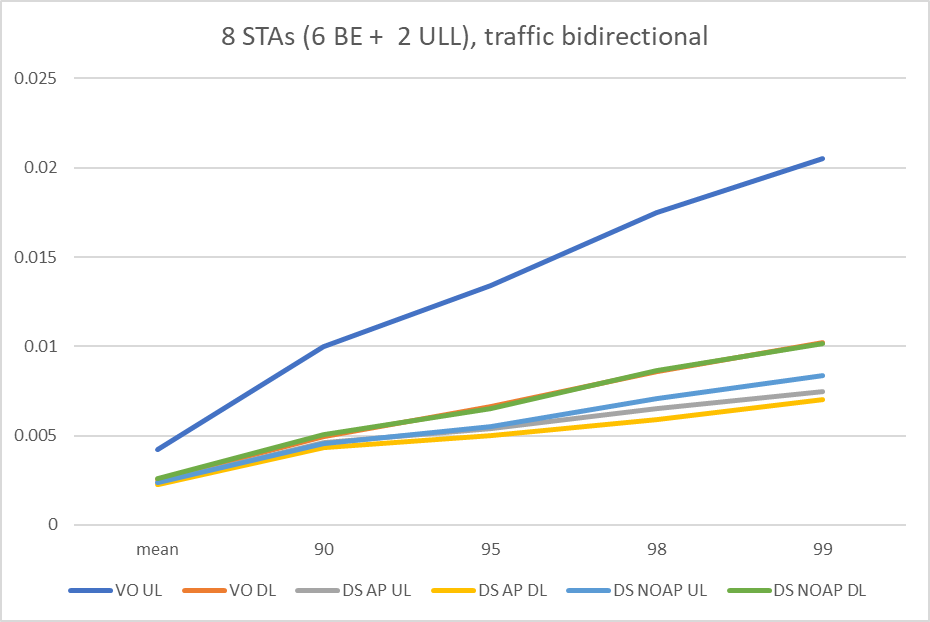 8 STAs (6 BE +  2 ULL), traffic bidirectional
0.025
0.02
0.015
0.01
0.005
0
mean 90 95 98 99
VO UL VO DL DS AP UL DS AP DL DS NOAP UL DS NOAP DL